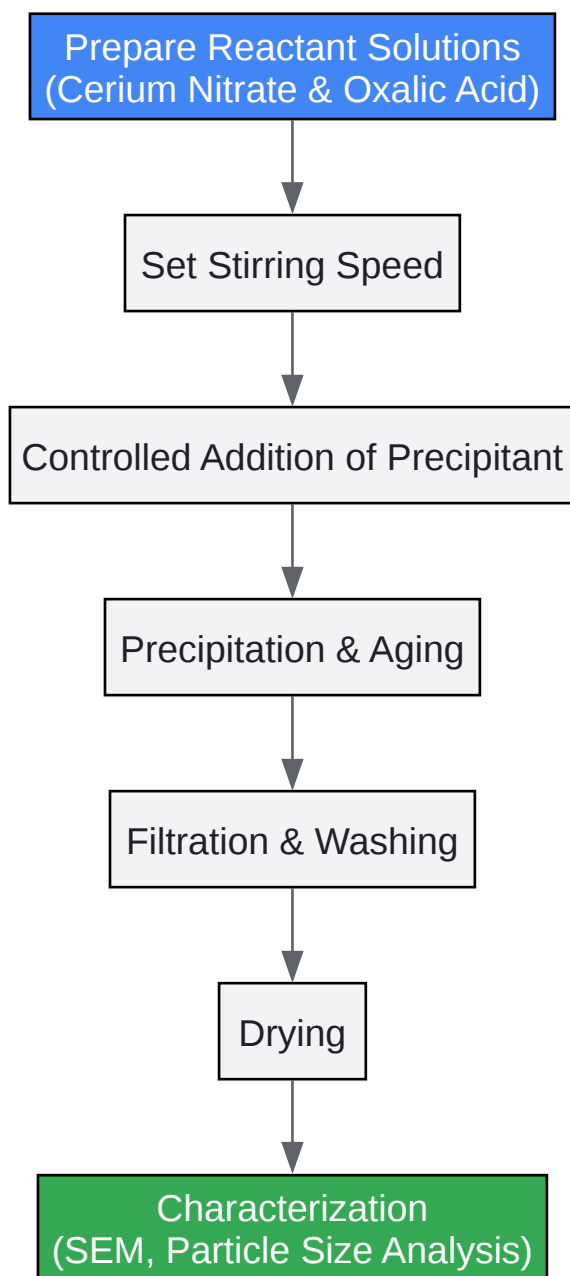 Prepare Reactant Solutions
(Cerium Nitrate & Oxalic Acid)
Set Stirring Speed
Controlled Addition of Precipitant
Precipitation & Aging
Filtration & Washing
Drying
Characterization
(SEM, Particle Size Analysis)